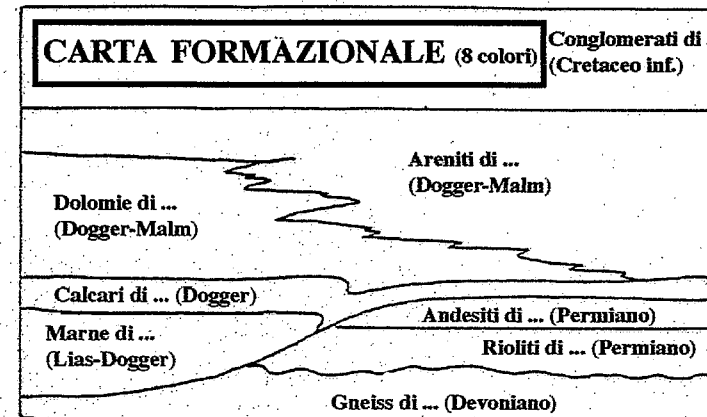 CARTA FORMAZIONALE (8 colori)
Conglomerati di
(Cretaceo inf.)
Areniti di ...
(Dogger-Malm)
Dolomie di ...
(Dogger-Malm)
Calcari di ... (Dogger)
Andesiti di ... (Permiano)
Marne di ...
(Lias-Dogger)
Rioliti di ... (Permiano)
Gneiss di ... (Devoniano)